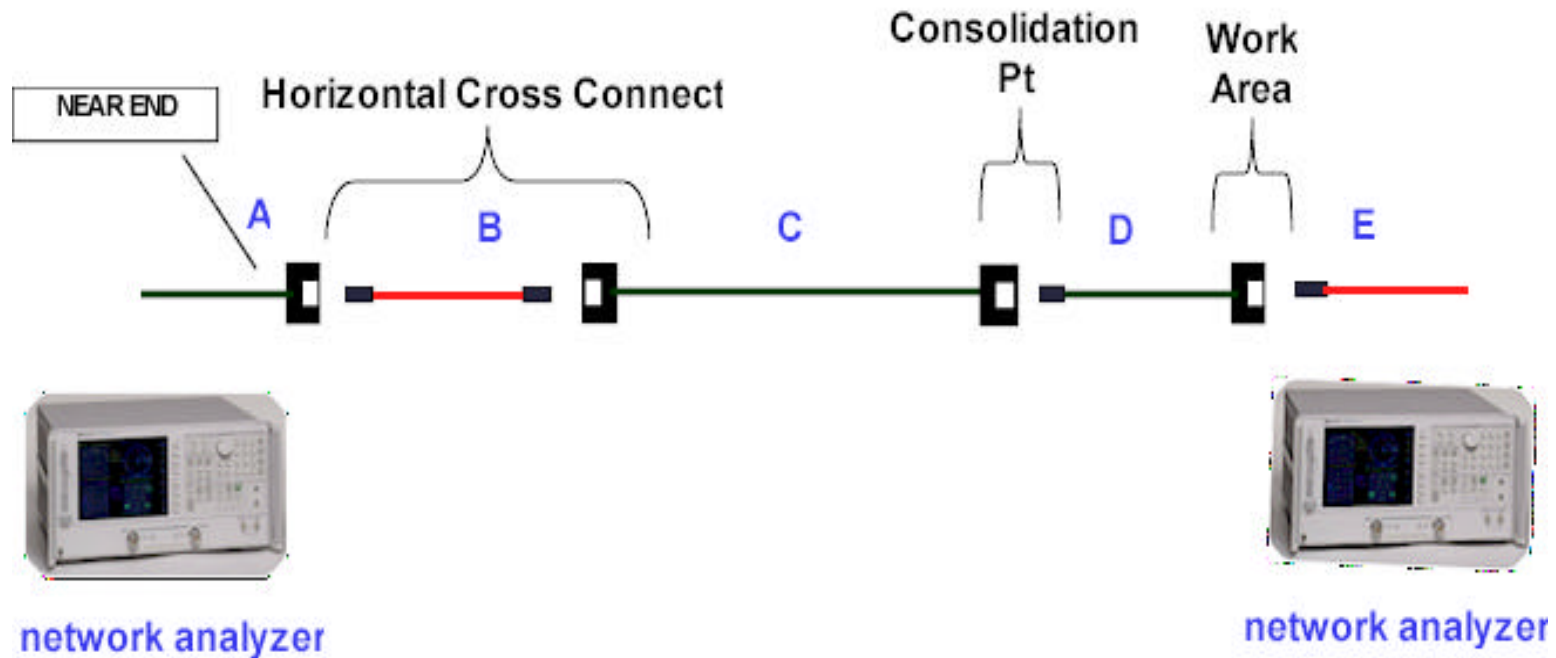 Consolidation
Pt
Work
Area
NEAR END
Horizontal Cross Connect
A
B
C
D
E
network analyzer
network analyzer